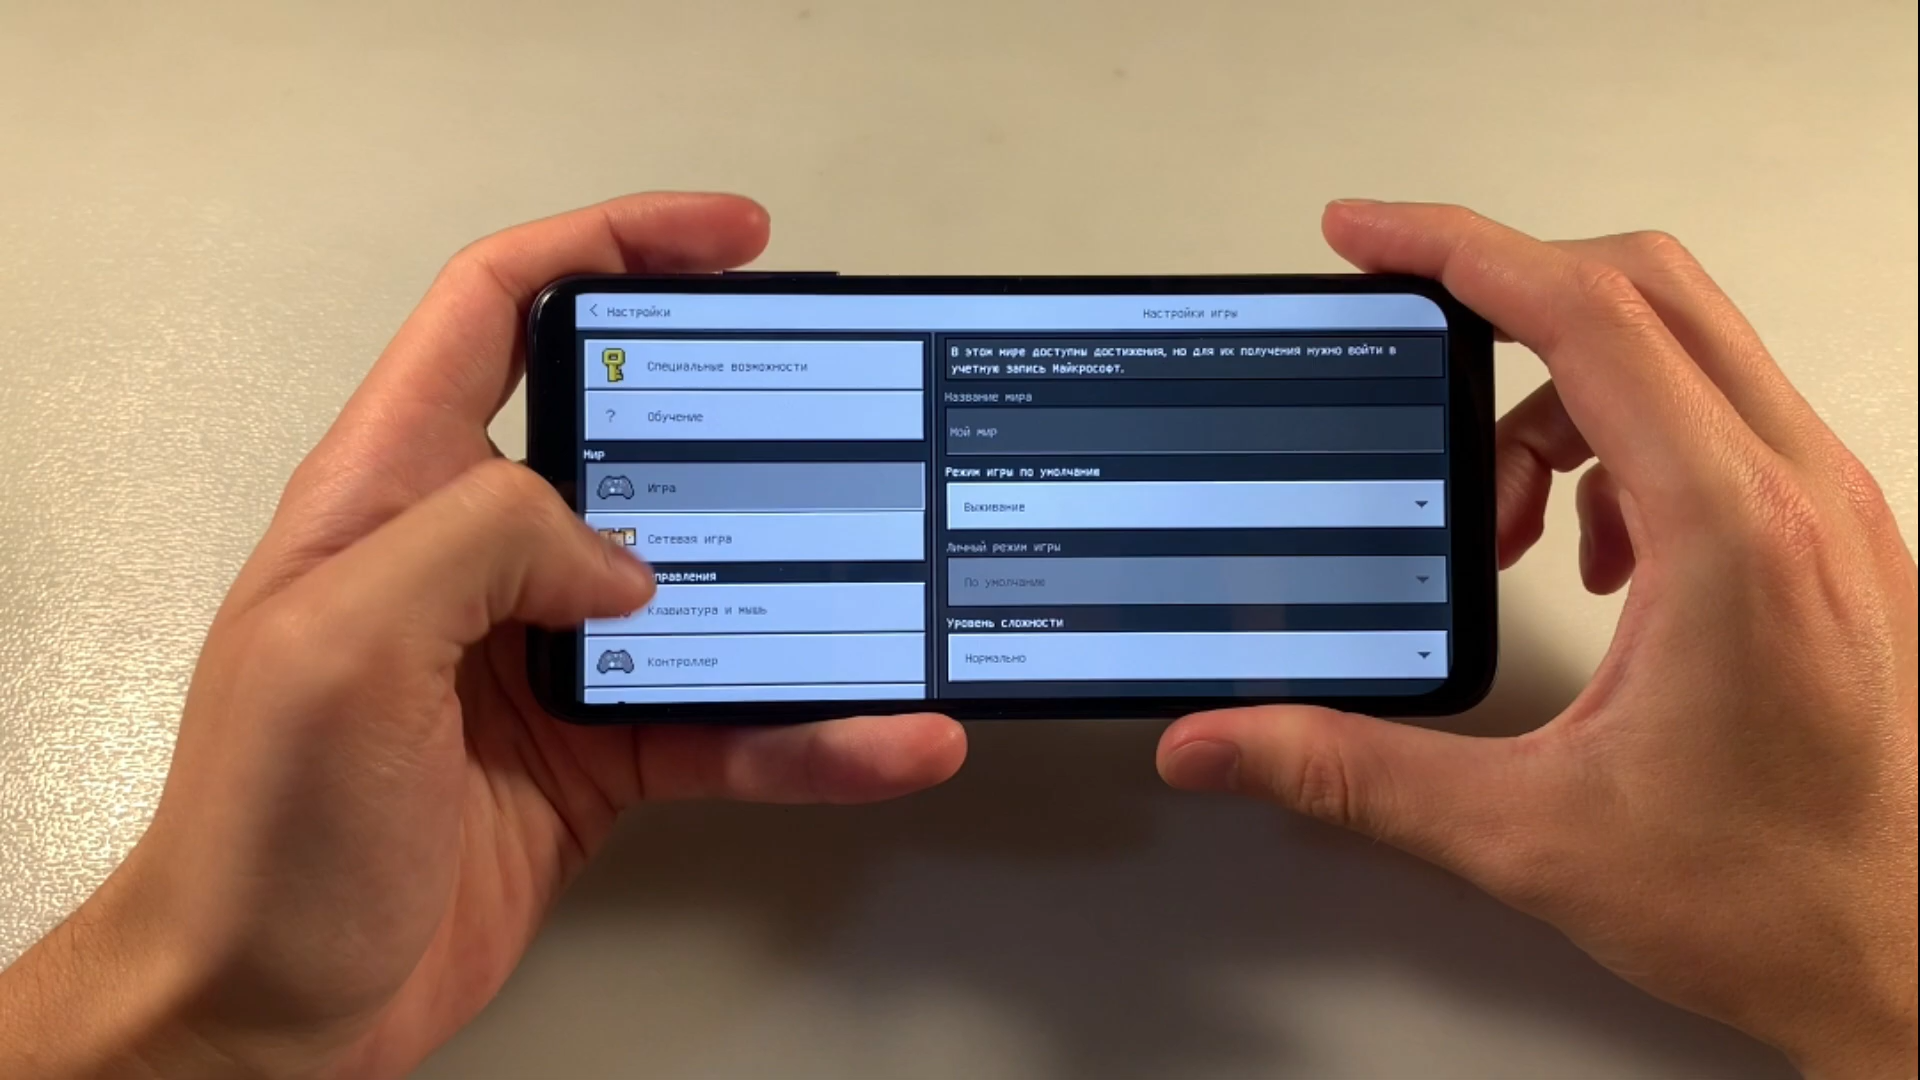 Настройки
Настройки игры
Специальные возможности
? Обучение
Мир
Игра
Сетевая игра
правления
Клавиатура и мышь
Контроллер
В этом мире доступны достижения, но для их получения нужно войти в
учетную запись Майкрософт.
Название мира
Мой мир
Режим игры по умолчанию
Выживание
Личный режим игры
По умолчанию
Уровень сложности
Нормально